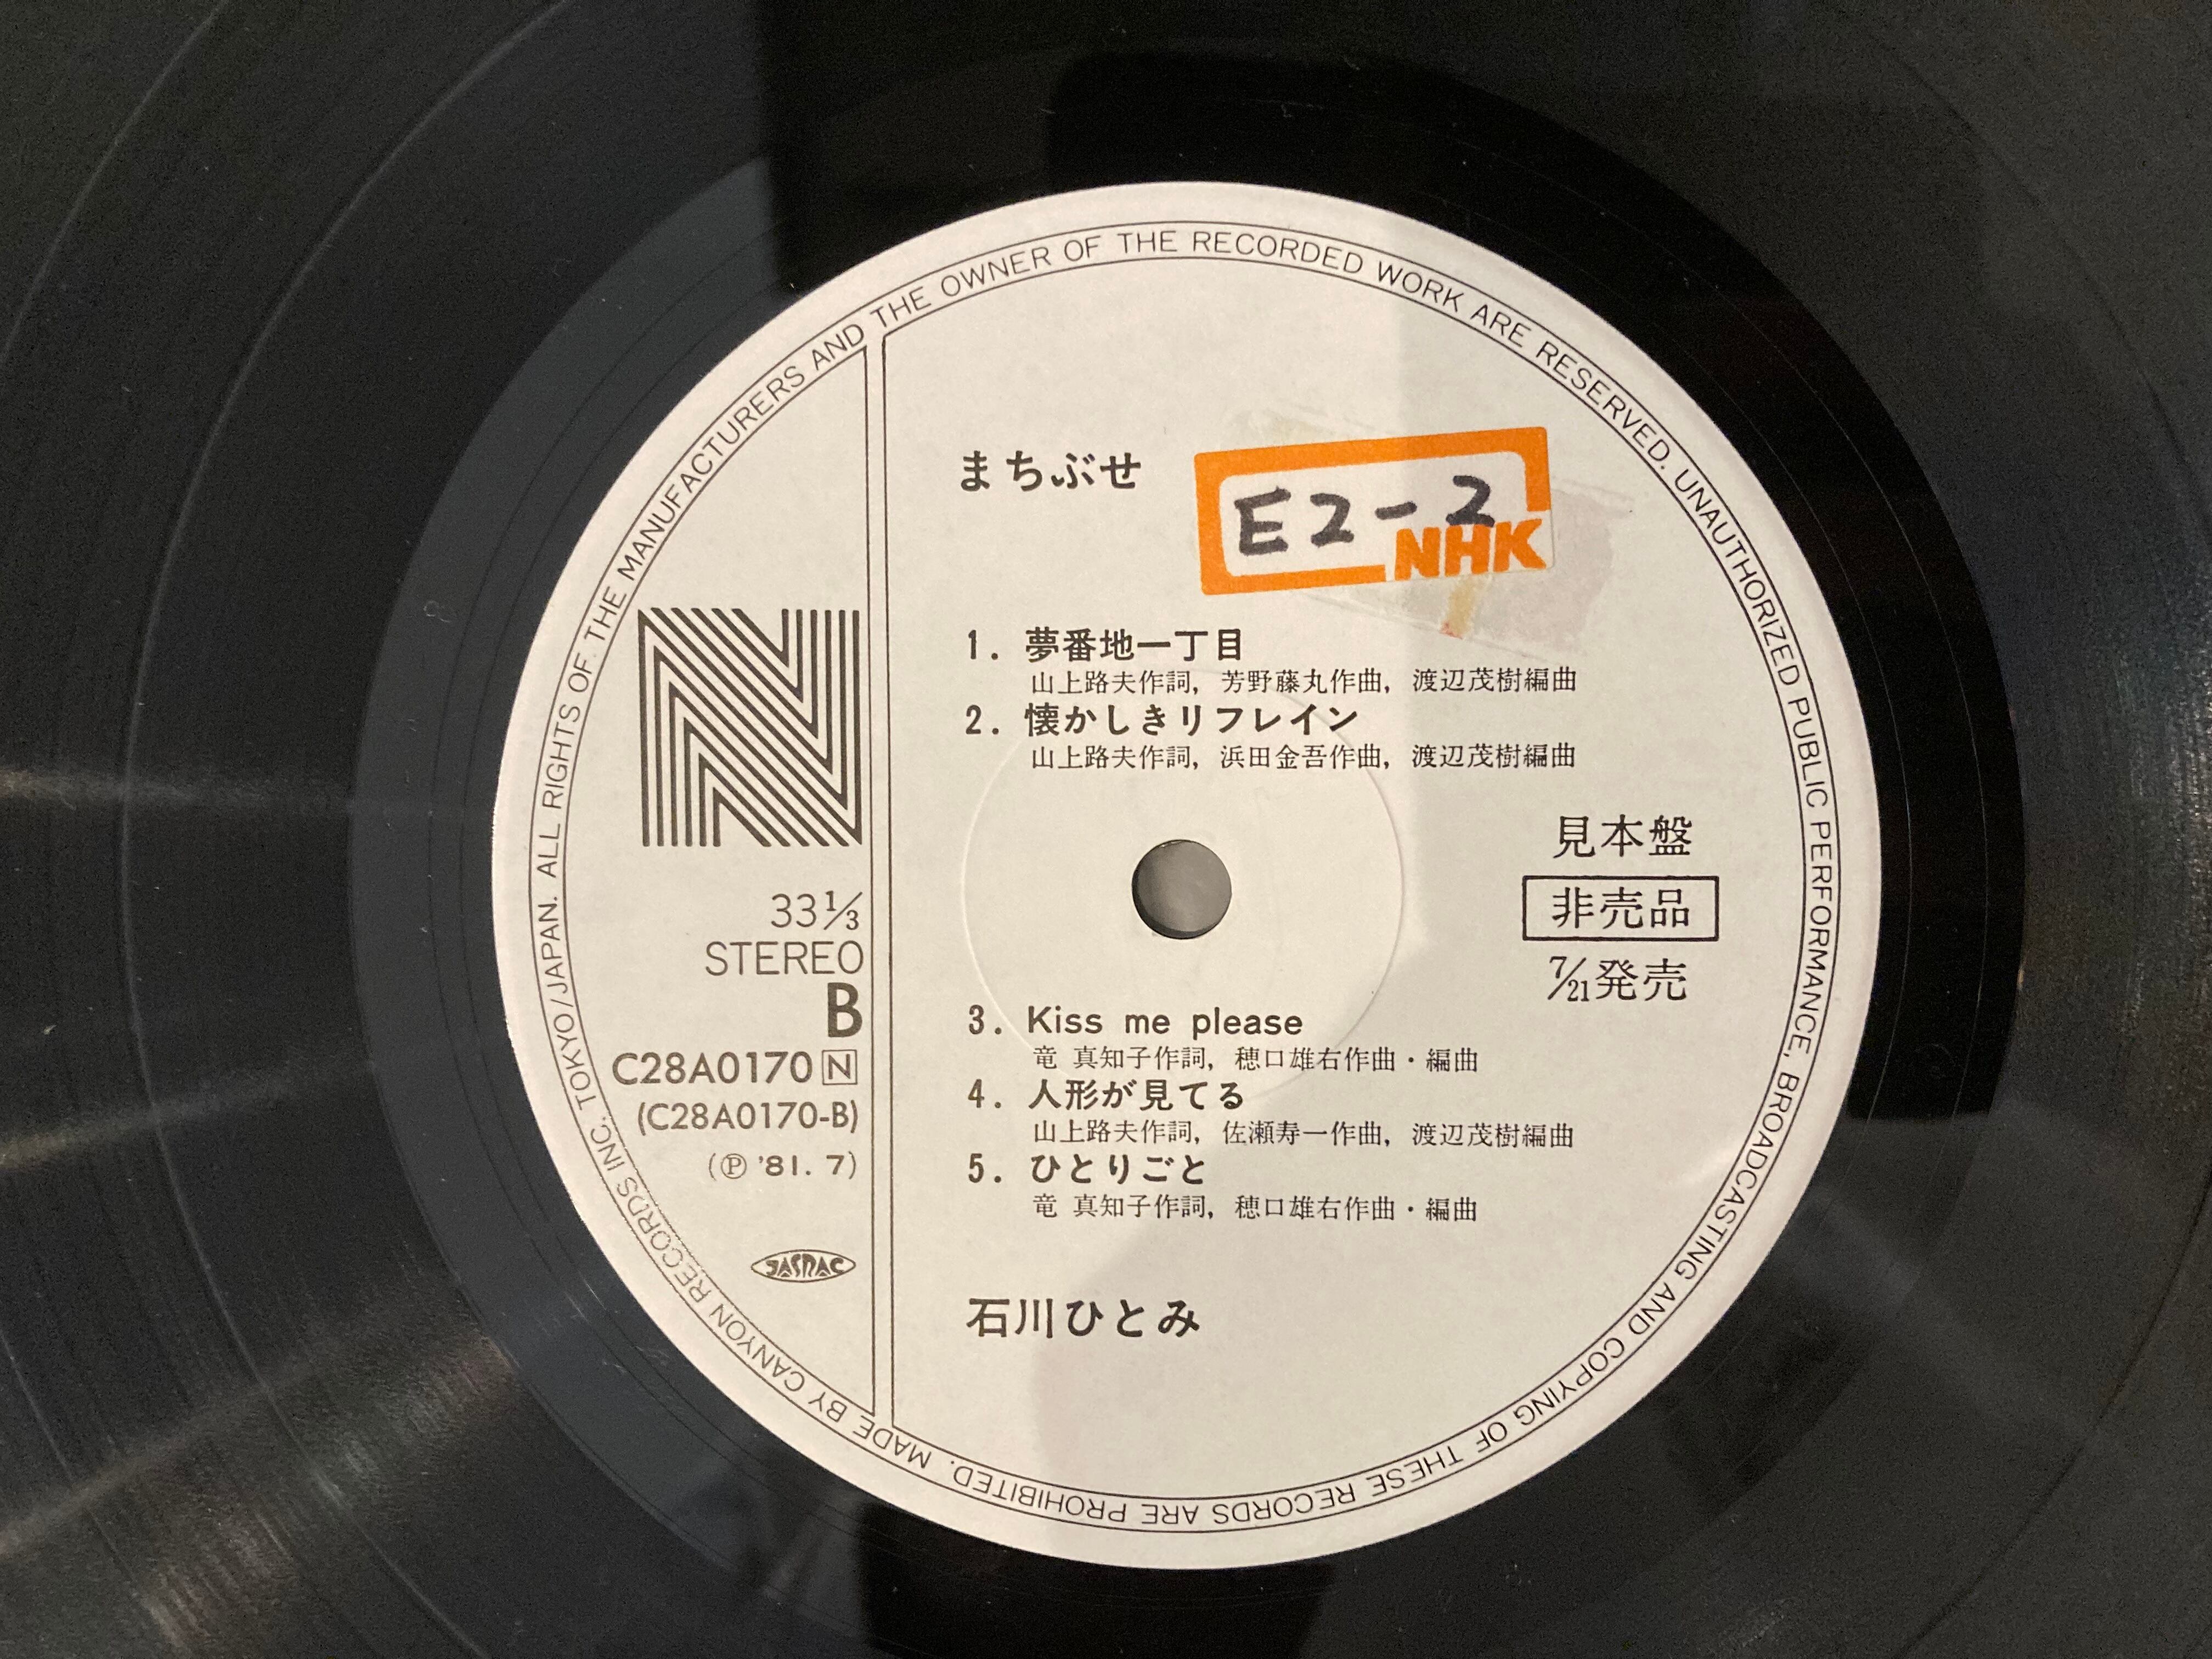 ALL RIGHTS OF THE MANUFACTURERS AND THE OWNER OF THE RECORDED WORK ARE RESERVED. UNAUTHORIZED PUBLIC PERFORMANCE, BROADCASTING AND COPYING OF THESE RECORDS ARE PROHIBITED. MADE BY CANYON RECORDS INC. TOKYO/JAPAN.
まちぶせ
E2-2
NHK
1. 夢番地一丁目
山上路夫作詞, 芳野藤丸作曲, 渡辺茂樹編曲
2. 懐かしきリフレイン
山上路夫作詞, 浜田金吾作曲, 渡辺茂樹編曲
見本盤
非売品
7/21発売
3. Kiss me please
竜 真知子作詞, 穂口雄右作曲・編曲
4. 人形が見てる
山上路夫作詞, 佐瀬寿一作曲, 渡辺茂樹編曲
5. ひとりごと
竜 真知子作詞, 穂口雄右作曲・編曲
石川ひとみ
N
33 1/3
STEREO
B
C28A0170 N
(C28A0170-B)
(Ⓟ '81. 7)
JASRAC